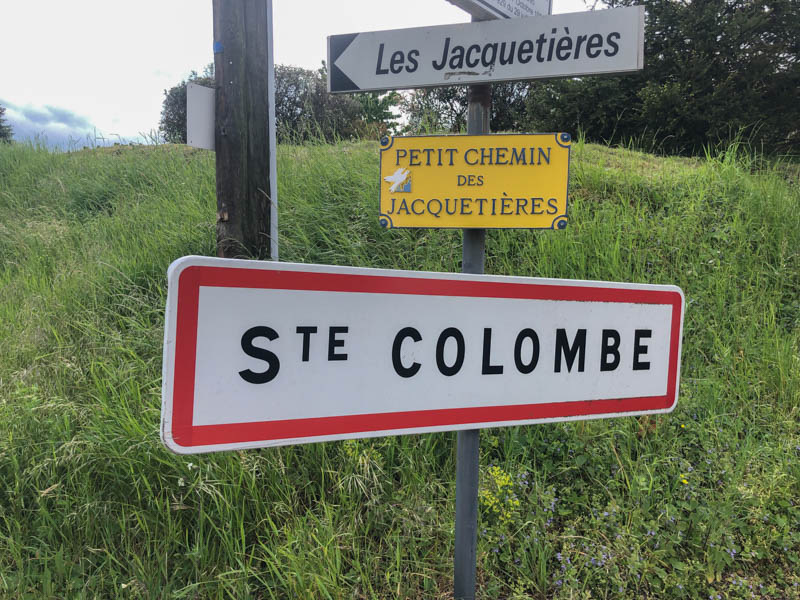 Les Jacquetières
PETIT CHEMIN
DES
JACQUETIÈRES
STE COLOMBE